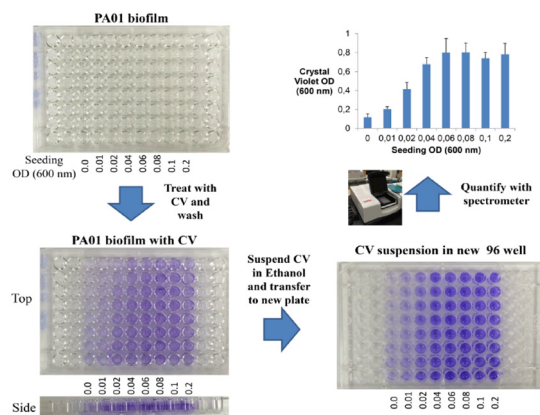 PA01 biofilm
Seeding
OD (600 nm)
0.0
0.01
0.02
0.04
0.06
0.08
0.1
0.2
Treat with
CV and
wash
PA01 biofilm with CV
Top
0.0
0.01
0.02
0.04
0.06
0.08
0.1
0.2
Side
Suspend CV
in Ethanol
and transfer
to new plate
1
0,8
0,6
0,4
0,2
0
Crystal
Violet OD
(600 nm)
0 0,01 0,02 0,04 0,06 0,08 0,1 0,2
Seeding OD (600 nm)
Quantify with
spectrometer
CV suspension in new 96 well
0.0
0.01
0.02
0.04
0.06
0.08
0.1
0.2